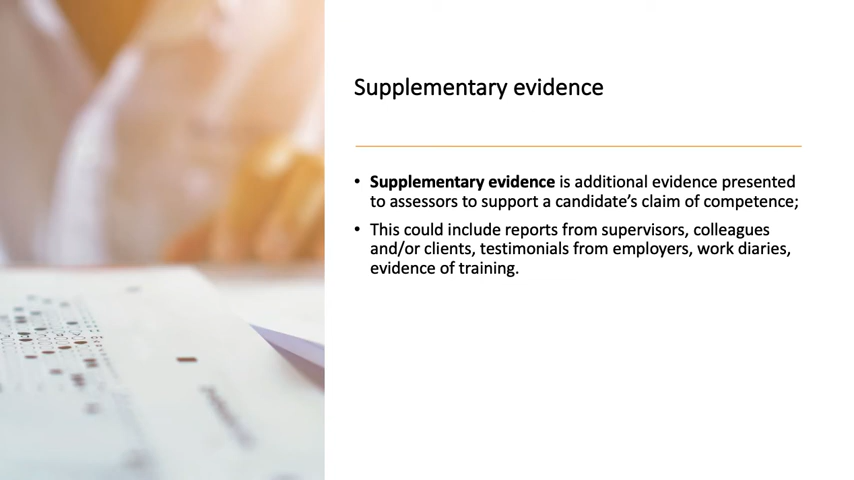 Supplementary evidence
• Supplementary evidence is additional evidence presented
to assessors to support a candidate’s claim of competence;
• This could include reports from supervisors, colleagues
and/or clients, testimonials from employers, work diaries,
evidence of training.